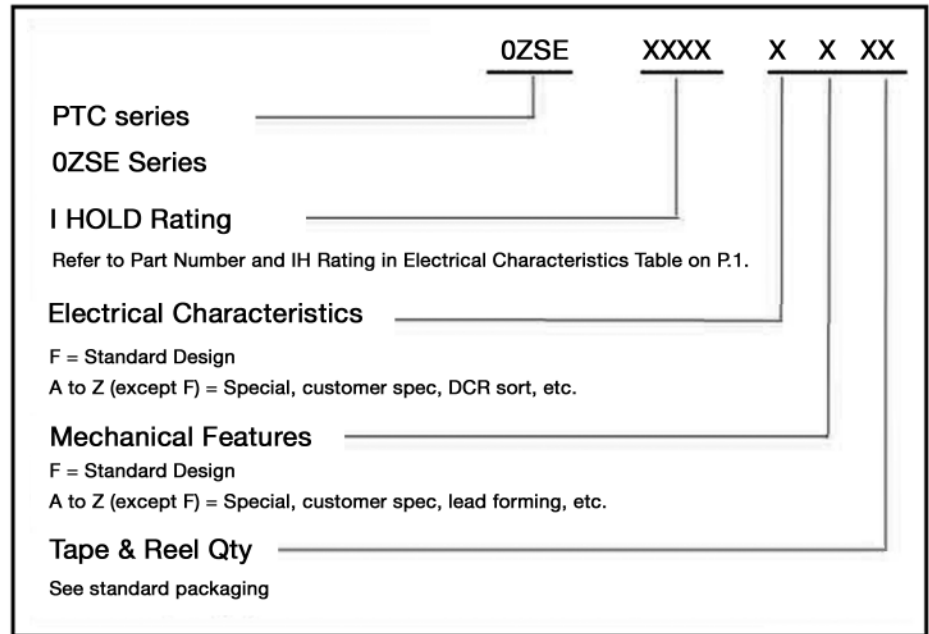 0ZSE XXXX X X XX
PTC series
0ZSE Series
I HOLD Rating
Refer to Part Number and IH Rating in Electrical Characteristics Table on P.1.
Electrical Characteristics
F = Standard Design
A to Z (except F) = Special, customer spec, DCR sort, etc.
Mechanical Features
F = Standard Design
A to Z (except F) = Special, customer spec, lead forming, etc.
Tape & Reel Qty
See standard packaging